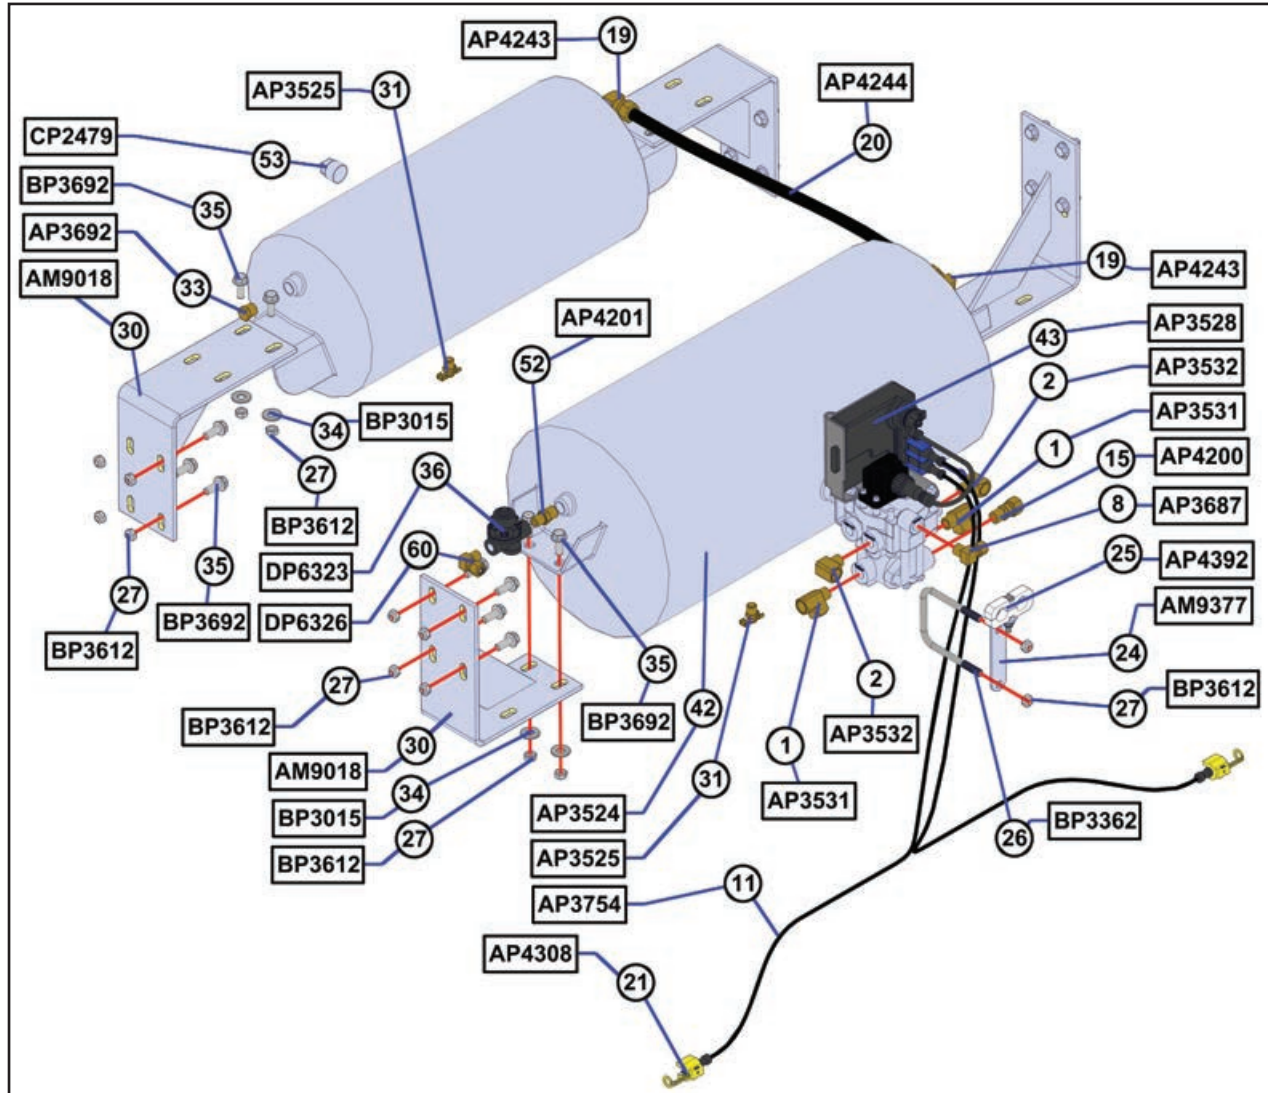 AP4243 19
AP3525 31
AP4244
20
CP2479 53
BP3692 35
AP3692
AM9018 33
30
19 AP4243
AP4201
52
43 AP3528
2 AP3532
1 AP3531
15 AP4200
8 AP3687
25 AP4392
AM9377
24
27 BP3612
34 BP3015
27
BP3612
36
DP6323
60
DP6326
35
BP3692
27
BP3612
27
BP3612
30
AM9018
34
BP3015
27
BP3612
35
BP3692
42
AP3524
31
AP3525
2
AP3532
1
AP3531
26 BP3362
AP3754 11
AP4308
21